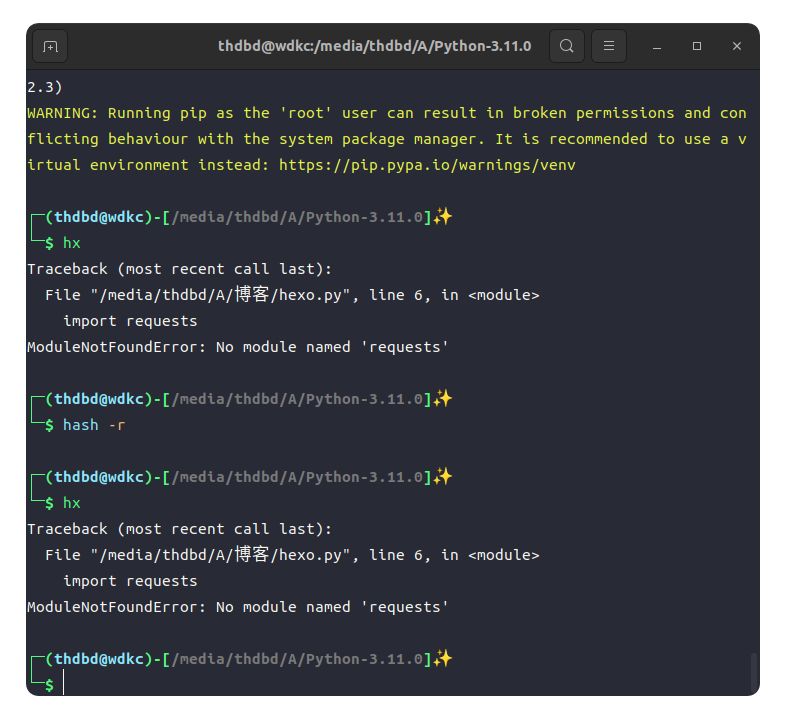 thdbd@wdkc:/media/thdbd/A/Python-3.11.0
2.3)
WARNING: Running pip as the 'root' user can result in broken permissions and con
flicting behaviour with the system package manager. It is recommended to use a v
irtual environment instead: https://pip.pypa.io/warnings/venv
┌─(thdbd@wdkc)-[/media/thdbd/A/Python-3.11.0]✨
└─$ hx
Traceback (most recent call last):
  File "/media/thdbd/A/博客/hexo.py", line 6, in <module>
    import requests
ModuleNotFoundError: No module named 'requests'
┌─(thdbd@wdkc)-[/media/thdbd/A/Python-3.11.0]✨
└─$ hash -r
┌─(thdbd@wdkc)-[/media/thdbd/A/Python-3.11.0]✨
└─$ hx
Traceback (most recent call last):
  File "/media/thdbd/A/博客/hexo.py", line 6, in <module>
    import requests
ModuleNotFoundError: No module named 'requests'
┌─(thdbd@wdkc)-[/media/thdbd/A/Python-3.11.0]✨
└─$